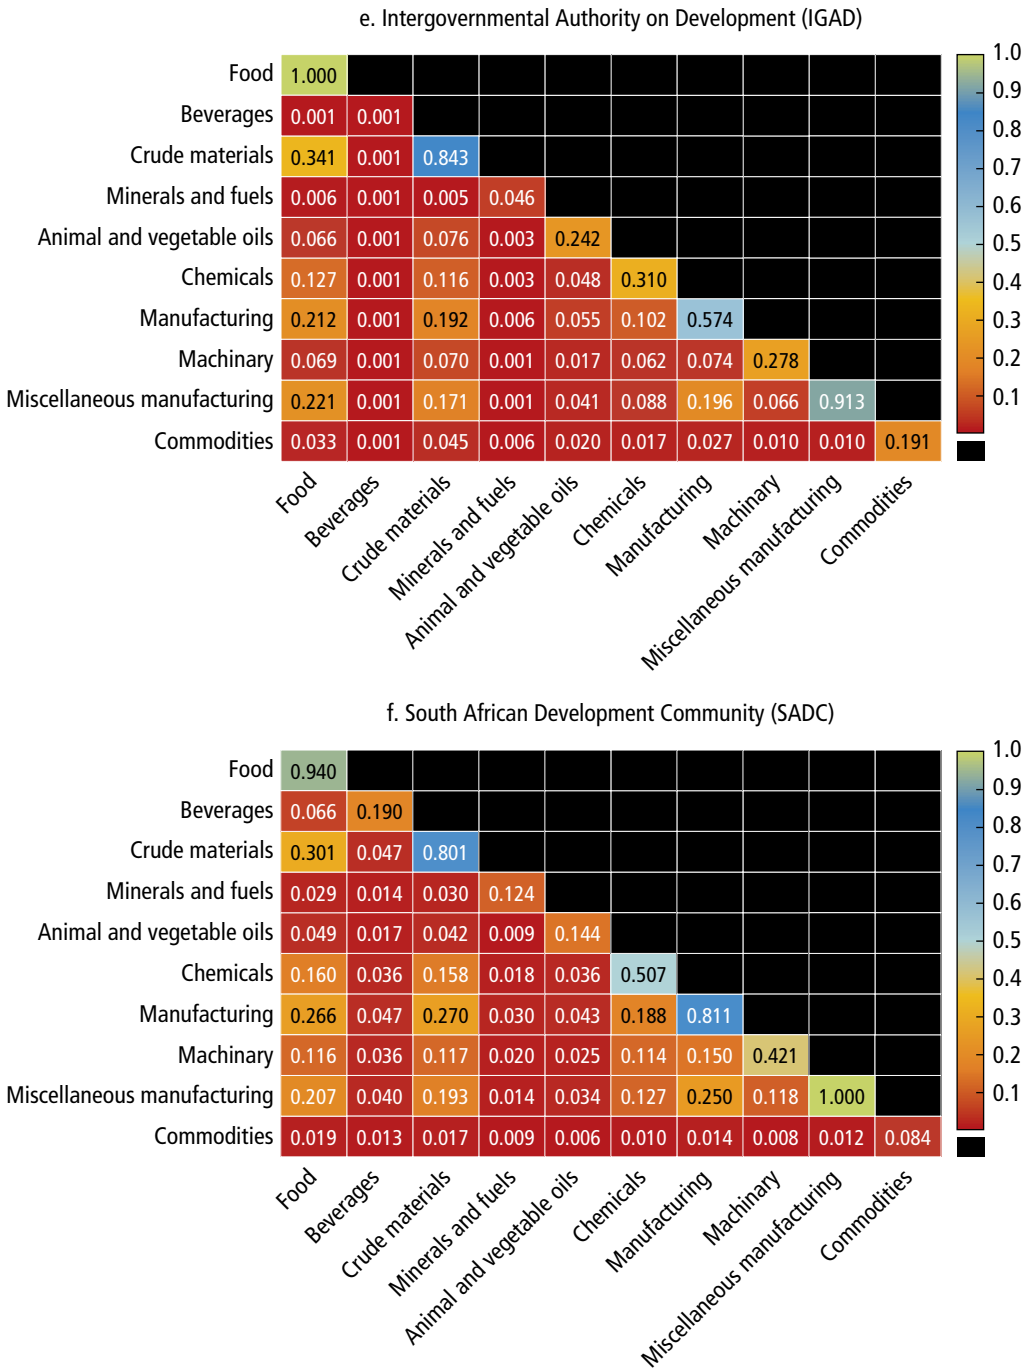 e. Intergovernmental Authority on Development (IGAD)
Food 1.000
Beverages 0.001 0.001
Crude materials 0.341 0.001 0.843
Minerals and fuels 0.006 0.001 0.005 0.046
Animal and vegetable oils 0.066 0.001 0.076 0.003 0.242
Chemicals 0.127 0.001 0.116 0.003 0.048 0.310
Manufacturing 0.212 0.001 0.192 0.006 0.055 0.102 0.574
Machinary 0.069 0.001 0.070 0.001 0.017 0.062 0.074 0.278
Miscellaneous manufacturing 0.221 0.001 0.171 0.001 0.041 0.088 0.196 0.066 0.913
Commodities 0.033 0.001 0.045 0.006 0.020 0.017 0.027 0.010 0.010 0.191
Food
Beverages
Crude materials
Minerals and fuels
Animal and vegetable oils
Chemicals
Manufacturing
Machinary
Miscellaneous manufacturing
Commodities
1.0
0.9
0.8
0.7
0.6
0.5
0.4
0.3
0.2
0.1
f. South African Development Community (SADC)
Food 0.940
Beverages 0.066 0.190
Crude materials 0.301 0.047 0.801
Minerals and fuels 0.029 0.014 0.030 0.124
Animal and vegetable oils 0.049 0.017 0.042 0.009 0.144
Chemicals 0.160 0.036 0.158 0.018 0.036 0.507
Manufacturing 0.266 0.047 0.270 0.030 0.043 0.188 0.811
Machinary 0.116 0.036 0.117 0.020 0.025 0.114 0.150 0.421
Miscellaneous manufacturing 0.207 0.040 0.193 0.014 0.034 0.127 0.250 0.118 1.000
Commodities 0.019 0.013 0.017 0.009 0.006 0.010 0.014 0.008 0.012 0.084
Food
Beverages
Crude materials
Minerals and fuels
Animal and vegetable oils
Chemicals
Manufacturing
Machinary
Miscellaneous manufacturing
Commodities
1.0
0.9
0.8
0.7
0.6
0.5
0.4
0.3
0.2
0.1